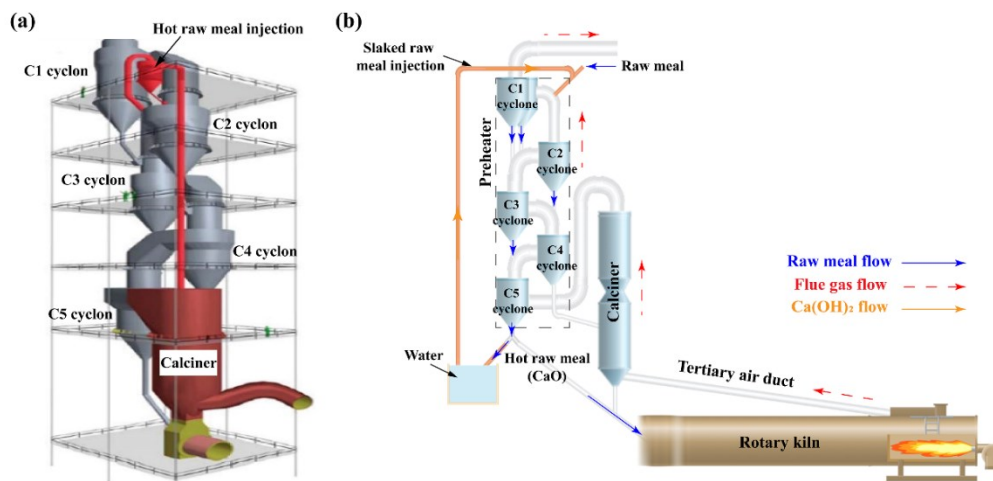 (a)
Hot raw meal injection
C1 cyclon
C2 cyclon
C3 cyclon
C4 cyclon
C5 cyclon
Calciner
(b)
Slaked raw
meal injection
Raw meal
C1
cyclone
Preheater
C2
cyclone
C3
cyclone
C4
cyclone
C5
cyclone
Calciner
Raw meal flow
Flue gas flow
Ca(OH)₂ flow
Water
Hot raw meal
(CaO)
Tertiary air duct
Rotary kiln